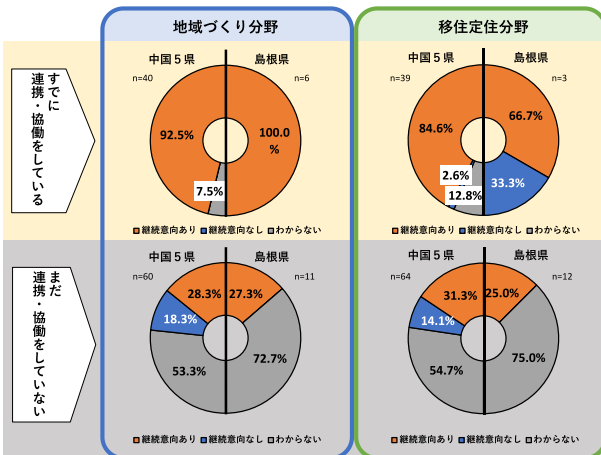 地域づくり分野
移住定住分野
すでに
連携・協働をしている
中国5県
島根県
n=40
n=6
92.5%
100.0
%
7.5%
■継続意向あり ■継続意向なし ■わからない
中国5県
島根県
n=39
n=3
84.6%
66.7%
2.6%
33.3%
12.8%
■継続意向あり ■継続意向なし ■わからない
まだ
連携・協働をしていない
中国5県
島根県
n=60
n=11
28.3%
27.3%
18.3%
53.3%
72.7%
■継続意向あり ■継続意向なし ■わからない
中国5県
島根県
n=64
n=12
31.3%
25.0%
14.1%
54.7%
75.0%
■継続意向あり ■継続意向なし ■わからない